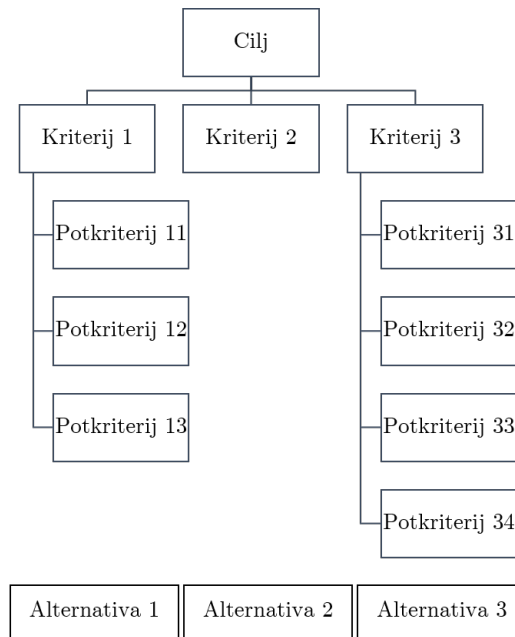 Cilj
Kriterij 1
Kriterij 2
Kriterij 3
Potkriterij 11
Potkriterij 31
Potkriterij 12
Potkriterij 32
Potkriterij 13
Potkriterij 33
Potkriterij 34
Alternativa 1
Alternativa 2
Alternativa 3